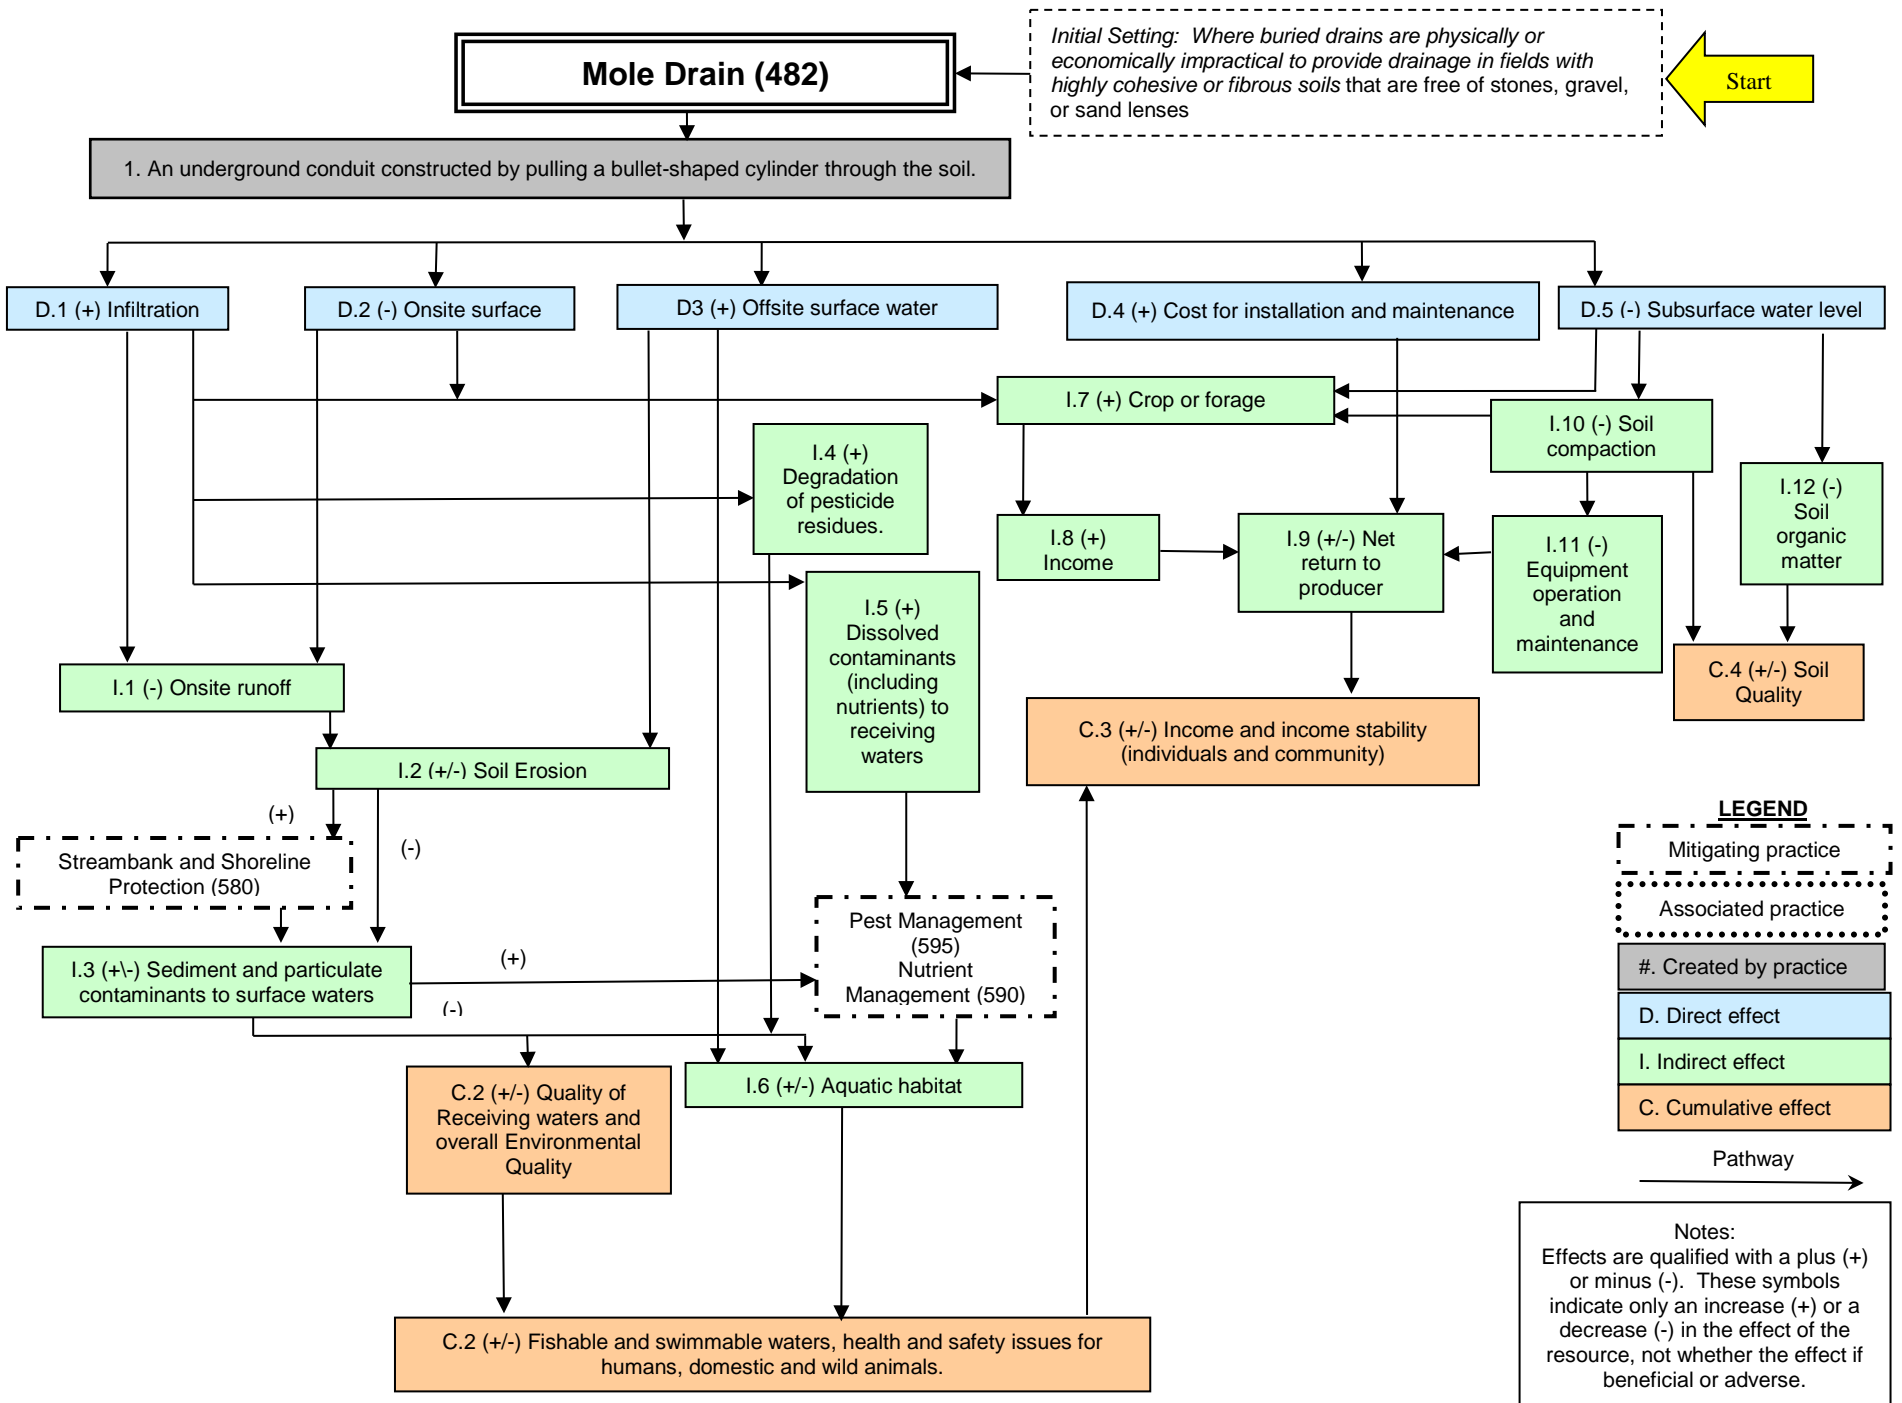 Mole Drain (482)
Initial Setting: Where buried drains are physically or
economically impractical to provide drainage in fields with
highly cohesive or fibrous soils that are free of stones, gravel,
or sand lenses
Start
1. An underground conduit constructed by pulling a bullet-shaped cylinder through the soil.
D.1 (+) Infiltration
D.2 (-) Onsite surface
D3 (+) Offsite surface water
D.4 (+) Cost for installation and maintenance
D.5 (-) Subsurface water level
I.7 (+) Crop or forage
I.10 (-) Soil
compaction
I.4 (+)
Degradation
of pesticide
residues.
I.12 (-)
Soil
organic
matter
I.8 (+)
Income
I.9 (+/-) Net
return to
producer
I.11 (-)
Equipment
operation
and
maintenance
I.5 (+)
Dissolved
contaminants
(including
nutrients) to
receiving
waters
I.1 (-) Onsite runoff
C.4 (+/-) Soil
Quality
C.3 (+/-) Income and income stability
(individuals and community)
I.2 (+/-) Soil Erosion
(+)
(-)
Streambank and Shoreline
Protection (580)
Pest Management
(595)
Nutrient
Management (590)
I.3 (+\-) Sediment and particulate
contaminants to surface waters
(+)
(-)
C.2 (+/-) Quality of
Receiving waters and
overall Environmental
Quality
I.6 (+/-) Aquatic habitat
C.2 (+/-) Fishable and swimmable waters, health and safety issues for
humans, domestic and wild animals.
LEGEND
Mitigating practice
Associated practice
#. Created by practice
D. Direct effect
I. Indirect effect
C. Cumulative effect
Pathway
Notes:
Effects are qualified with a plus (+)
or minus (-). These symbols
indicate only an increase (+) or a
decrease (-) in the effect of the
resource, not whether the effect if
beneficial or adverse.